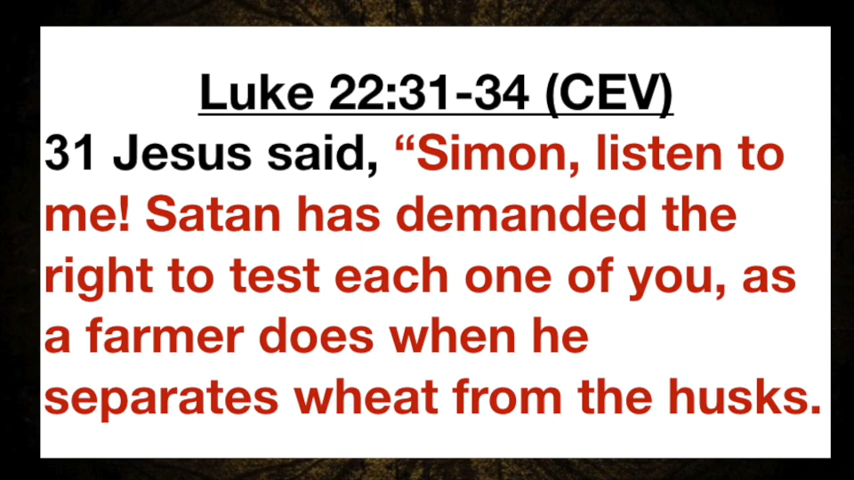 Luke 22:31-34 (CEV)
31 Jesus said, “Simon, listen to
me! Satan has demanded the
right to test each one of you, as
a farmer does when he
separates wheat from the husks.